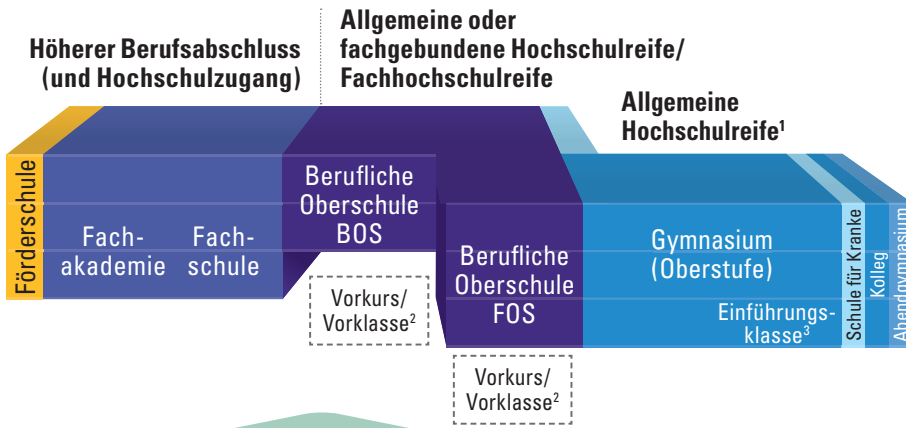 Höherer Berufsabschluss
(und Hochschulzugang)
Allgemeine oder
fachgebundene Hochschulreife/
Fachhochschulreife
Allgemeine
Hochschulreife¹
Förderschule
Fach-
akademie
Fach-
schule
Berufliche
Oberschule
BOS
Vorkurs/
Vorklasse²
Berufliche
Oberschule
FOS
Vorkurs/
Vorklasse²
Gymnasium
(Oberstufe)
Einführungs-
klasse³
Schule für Kranke
Kolleg
Abendgymnasium